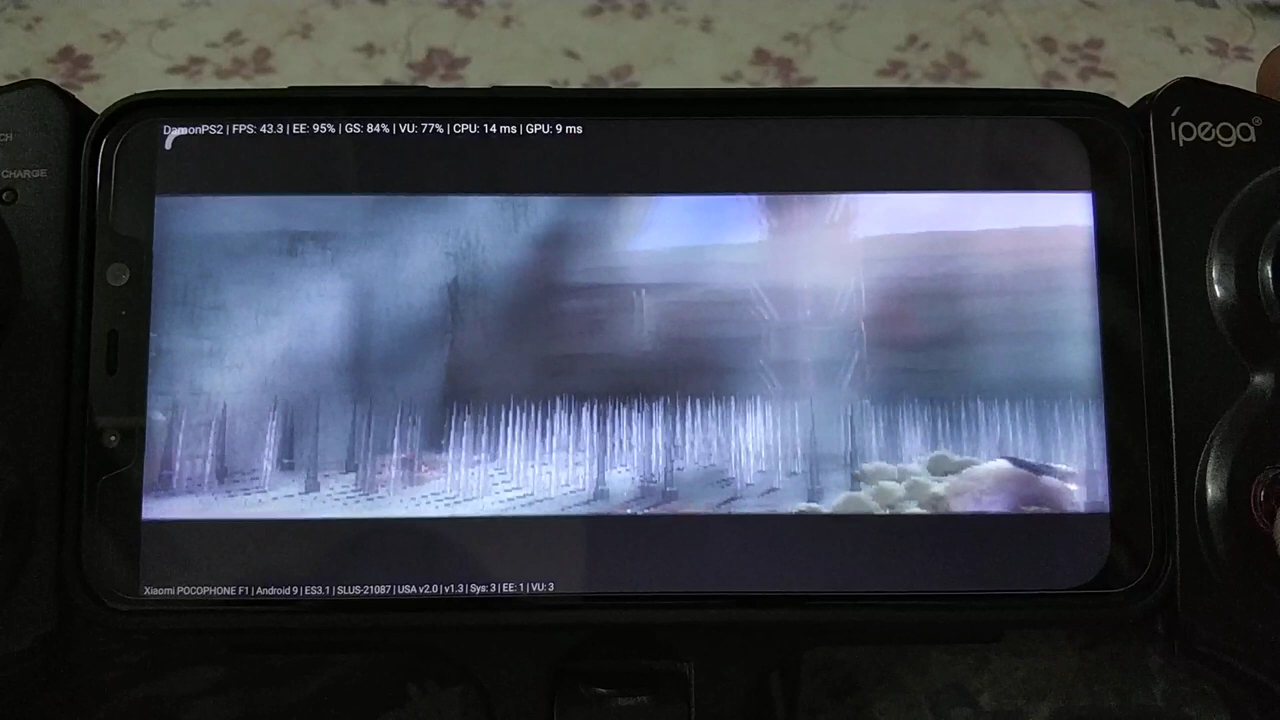 DamonPS2 | FPS: 43.3 | EE: 95% | GS: 84% | VU: 77% | CPU: 14 ms | GPU: 9 ms
ípega®
CHARGE
Xiaomi POCOPHONE F1 | Android 9 | ES3.1 | SLUS-21087 | USA v2.0 | v1.3 | Sys: 3 | EE: 1 | VU: 3